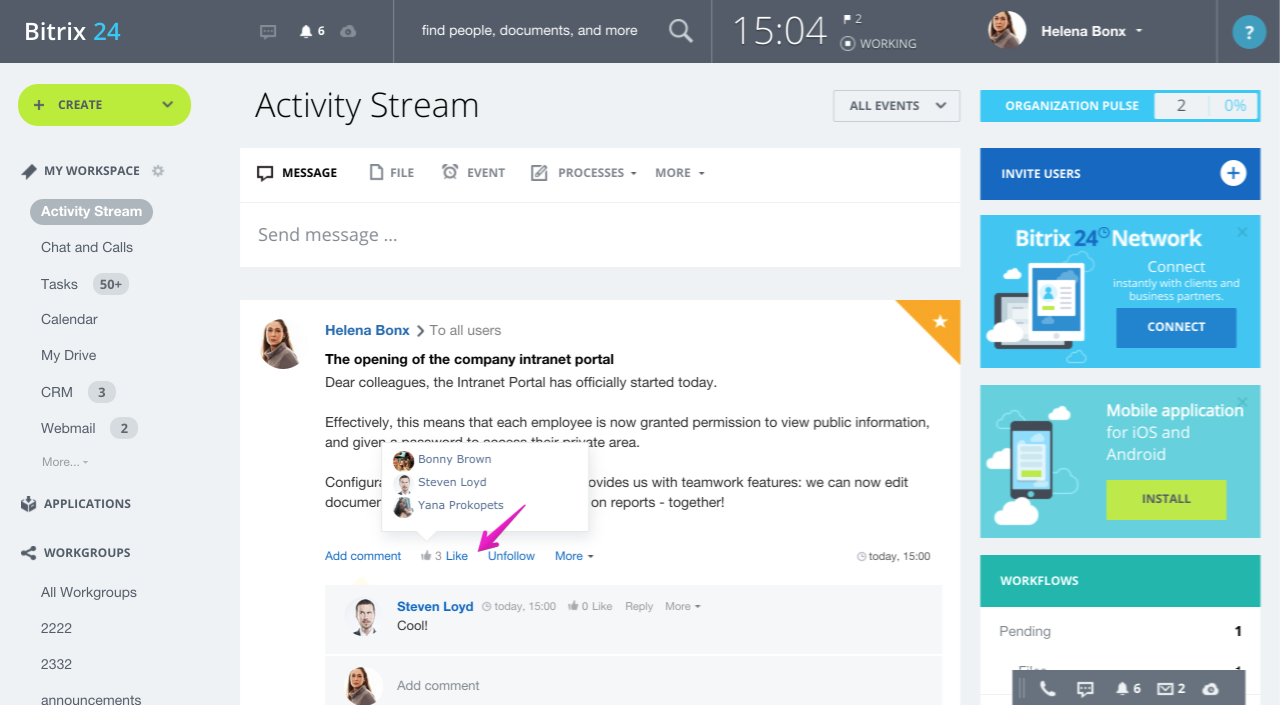 Bitrix 24
6
find people, documents, and more
15:04
2
WORKING
Helena Bonx
?
CREATE
MY WORKSPACE
Activity Stream
Chat and Calls
Tasks 50+
Calendar
My Drive
CRM 3
Webmail 2
More...
APPLICATIONS
WORKGROUPS
All Workgroups
2222
2332
announcements
Activity Stream
ALL EVENTS
MESSAGE FILE EVENT PROCESSES MORE
Send message ...
Helena Bonx > To all users
The opening of the company intranet portal
Dear colleagues, the Intranet Portal has officially started today.
Effectively, this means that each employee is now granted permission to view public information,
and given a password to access their private area.
Bonny Brown
Steven Loyd
Yana Prokopets
Configura ovides us with teamwork features: we can now edit
documen on reports - together!
Add comment 3 Like Unfollow More today, 15:00
Steven Loyd today, 15:00 0 Like Reply More
Cool!
Add comment
ORGANIZATION PULSE 2 0%
INVITE USERS
Bitrix 24 Network
Connect
instantly with clients and
business partners.
CONNECT
Mobile application
for iOS and
Android
INSTALL
WORKFLOWS
Pending 1
Files 1
6 2